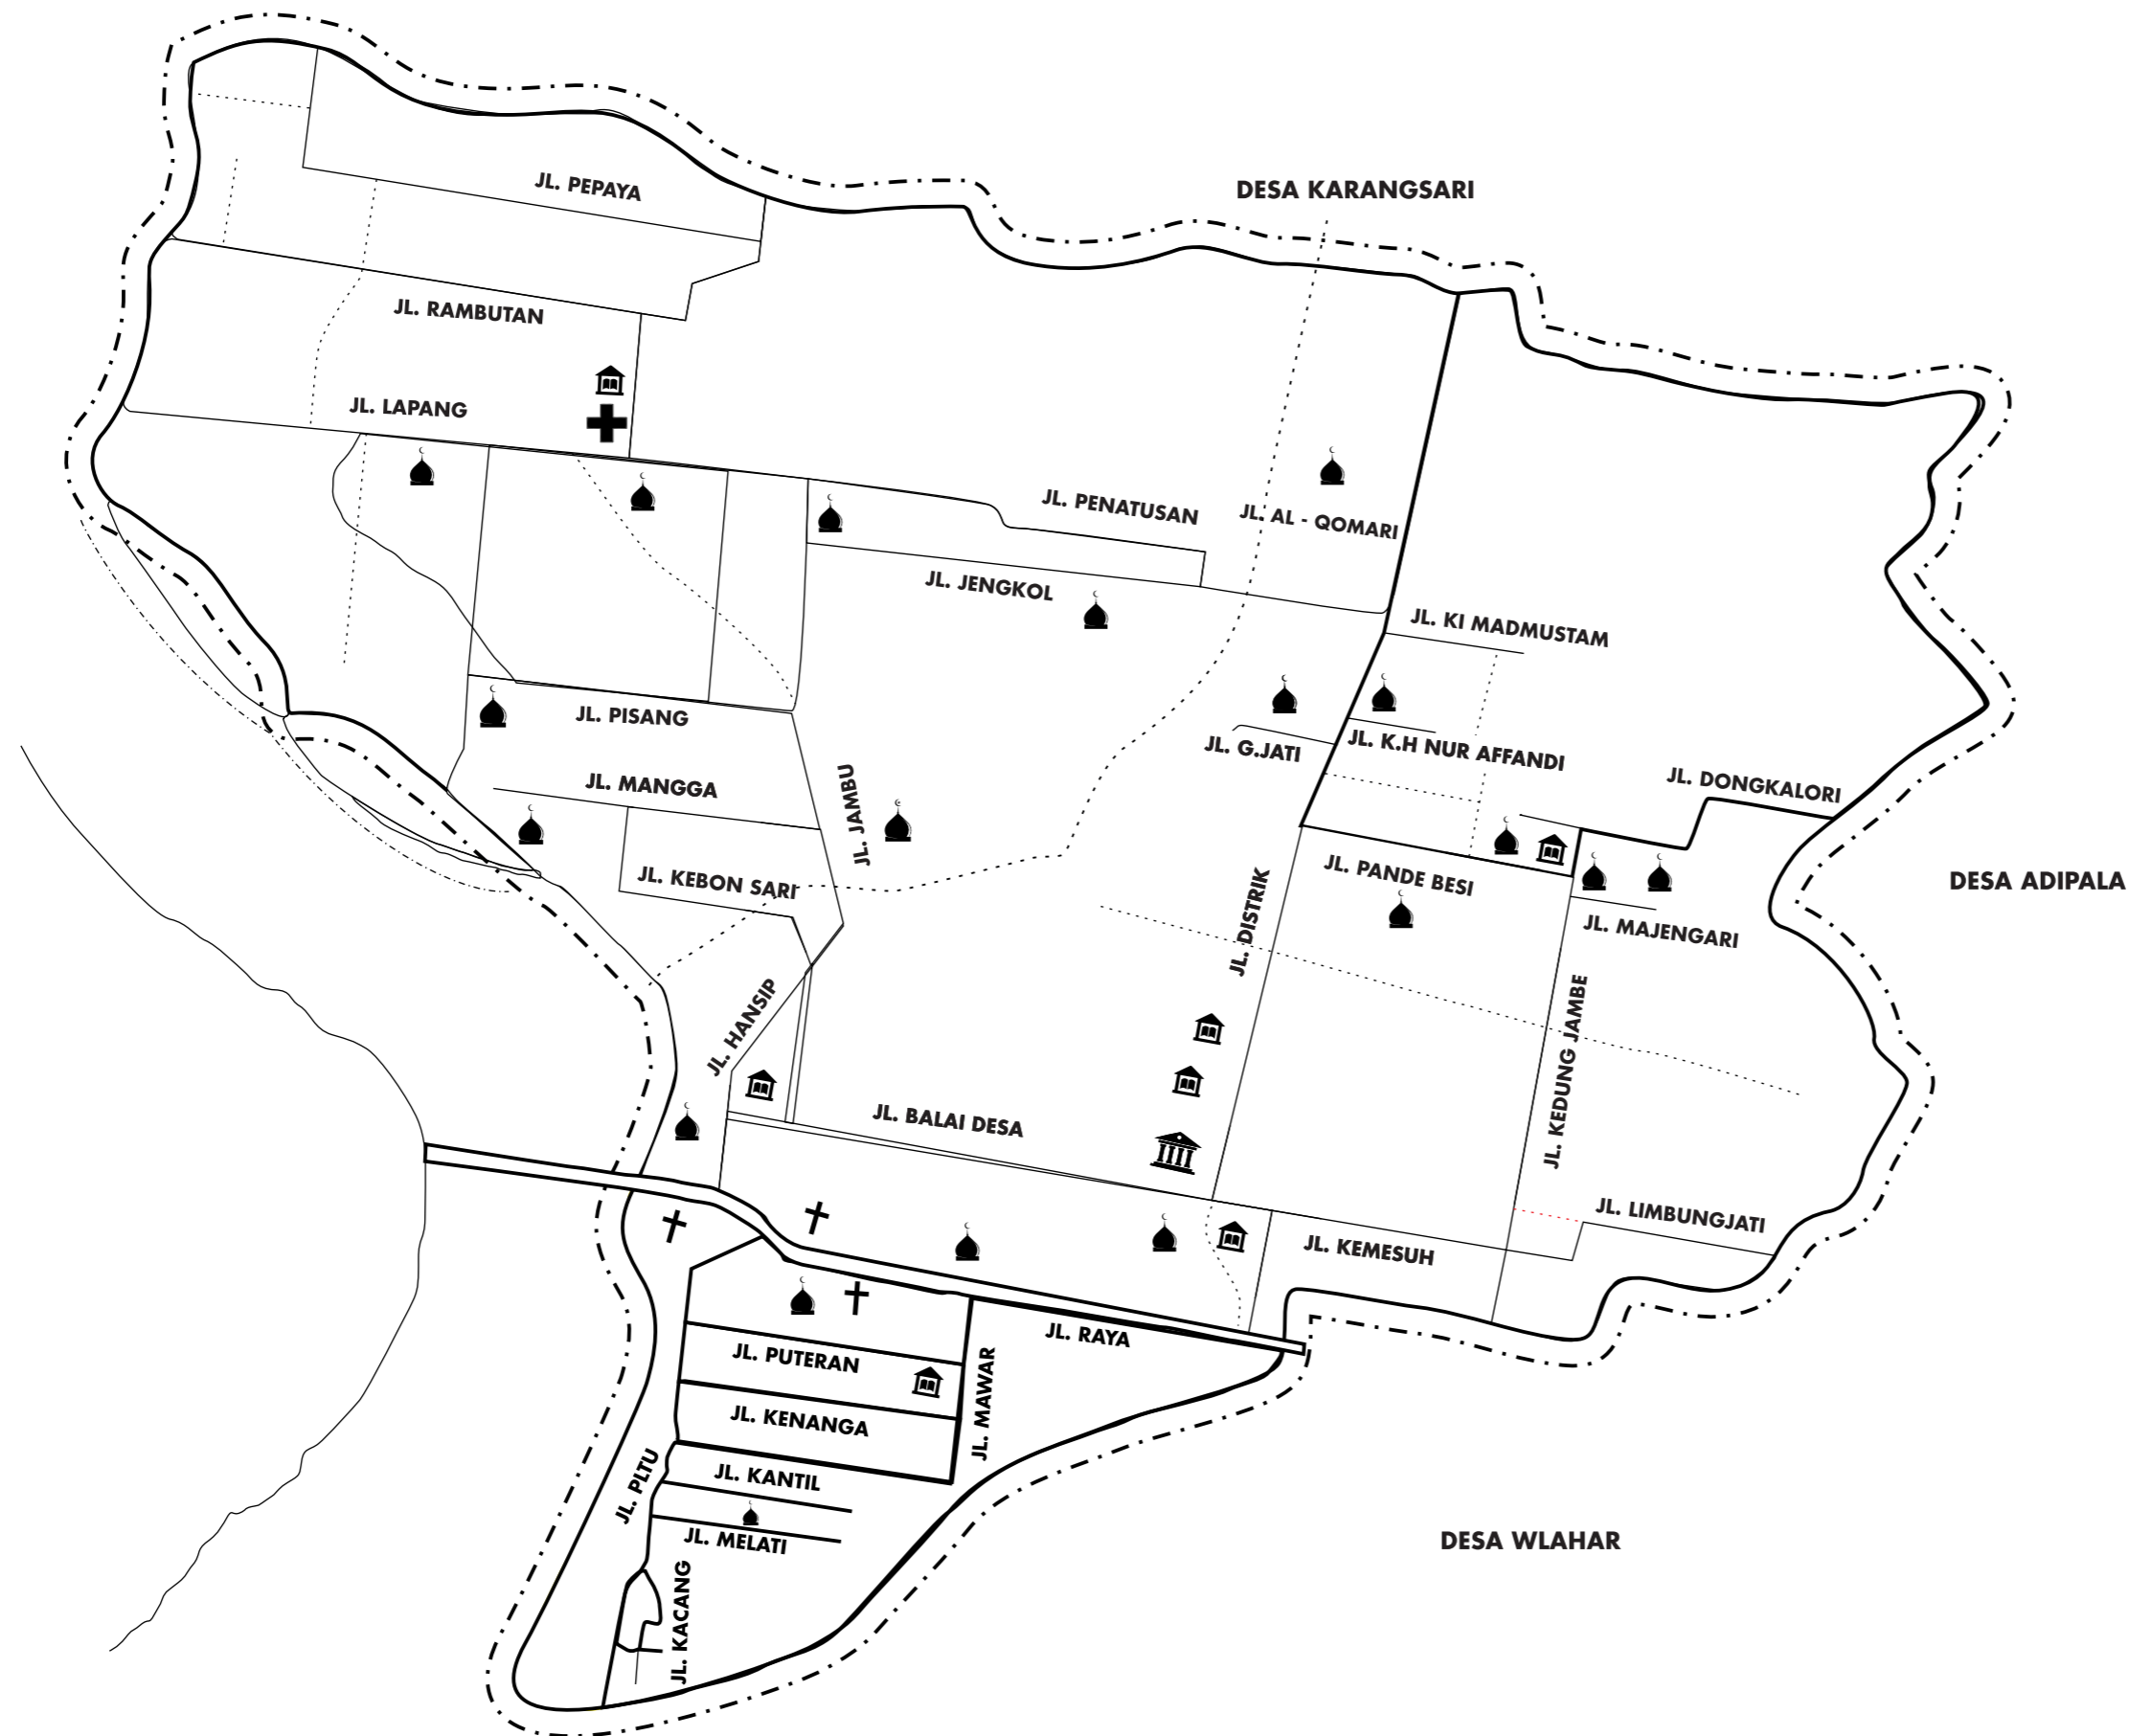 JL. PEPAYA
DESA KARANGSARI
JL. RAMBUTAN
JL. LAPANG
JL. PENATUSAN
JL. AL - QOMARI
JL. JENGKOL
JL. KI MADMUSTAM
JL. PISANG
JL. G.JATI
JL. K.H NUR AFFANDI
JL. MANGGA
JL. JAMBU
JL. DONGKALORI
JL. KEBON SARI
JL. PANDE BESI
DESA ADIPALA
JL. DISTRIK
JL. MAJENGARI
JL. HANSIP
JL. KEDUNG JAMBE
JL. BALAI DESA
JL. LIMBUNGJATI
JL. KEMESUH
JL. RAYA
JL. PUTERAN
JL. MAWAR
JL. KENANGA
JL. PLTU
JL. KANTIL
JL. MELATI
DESA WLAHAR
JL. KACANG